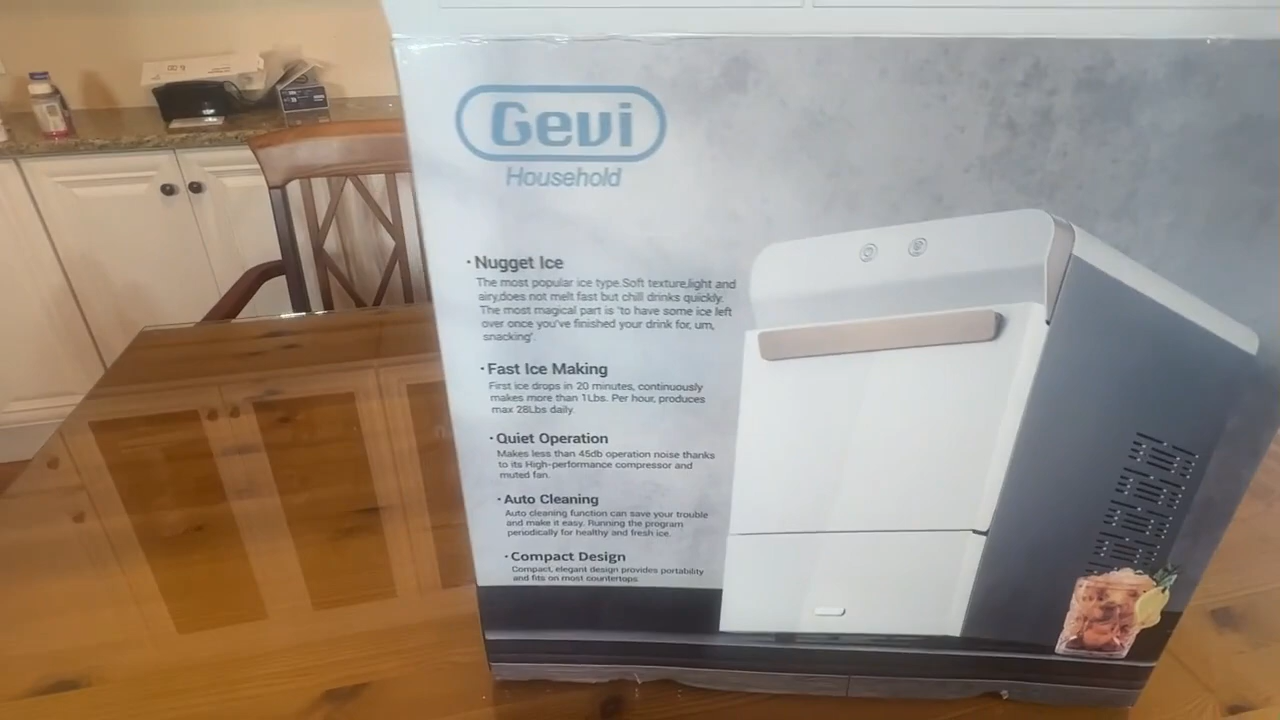 Gevi
Household
· Nugget Ice
The most popular ice type.Soft texture,light and
airy,does not melt fast but chill drinks quickly.
The most magical part is 'to have some ice left
over once you've finished your drink for, um,
snacking'.
· Fast Ice Making
First ice drops in 20 minutes, continuously
makes more than 1Lbs. Per hour, produces
max 28Lbs daily.
· Quiet Operation
Makes less than 45db operation noise thanks
to its High-performance compressor and
muted fan.
· Auto Cleaning
Auto cleaning function can save your trouble
and make it easy. Running the program
periodically for healthy and fresh ice.
· Compact Design
Compact, elegant design provides portability
and fits on most countertops.